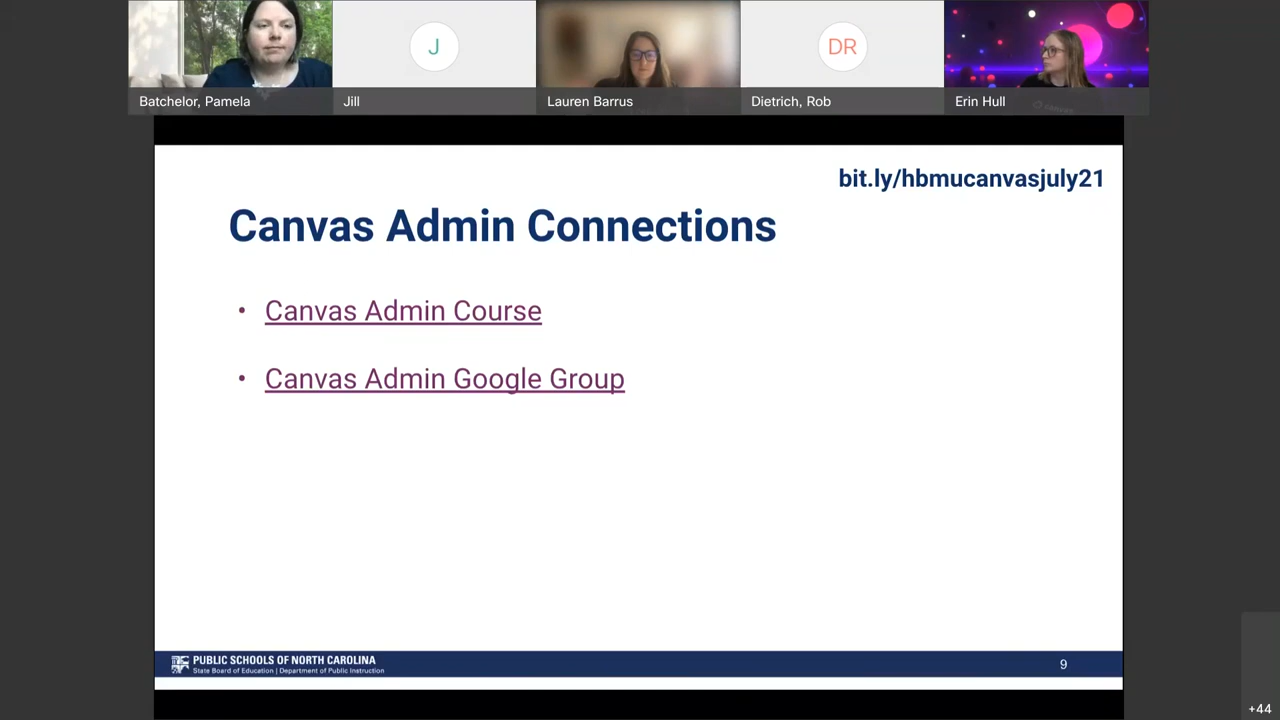 J
DR
Batchelor, Pamela
Jill
Lauren Barrus
Dietrich, Rob
Erin Hull
bit.ly/hbmucanvasjuly21
Canvas Admin Connections
• Canvas Admin Course
• Canvas Admin Google Group
PUBLIC SCHOOLS OF NORTH CAROLINA
State Board of Education | Department of Public Instruction
9
+44